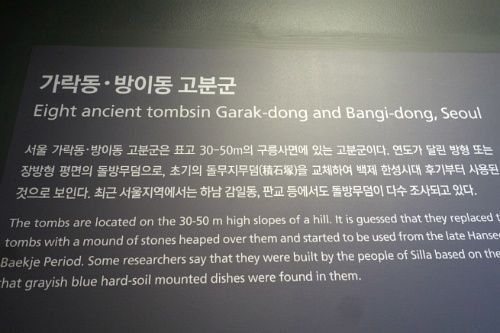 가락동·방이동 고분군
Eight ancient tombsin Garak-dong and Bangi-dong, Seoul
서울 가락동·방이동 고분군은 표고 30-50m의 구릉사면에 있는 고분군이다. 연도가 달린 방형 또는
장방형 평면의 돌방무덤으로, 초기의 돌무지무덤(積石塚)을 교체하여 백제 한성시대 후기부터 사용된
것으로 보인다. 최근 서울지역에서는 하남 감일동, 판교 등에서도 돌방무덤이 다수 조사되고 있다.
The tombs are located on the 30-50 m high slopes of a hill. It is guessed that they replaced t
tombs with a mound of stones heaped over them and started to be used from the late Hanse
Baekje Period. Some researchers say that they were built by the people of Silla based on the
that grayish blue hard-soil mounted dishes were found in them.